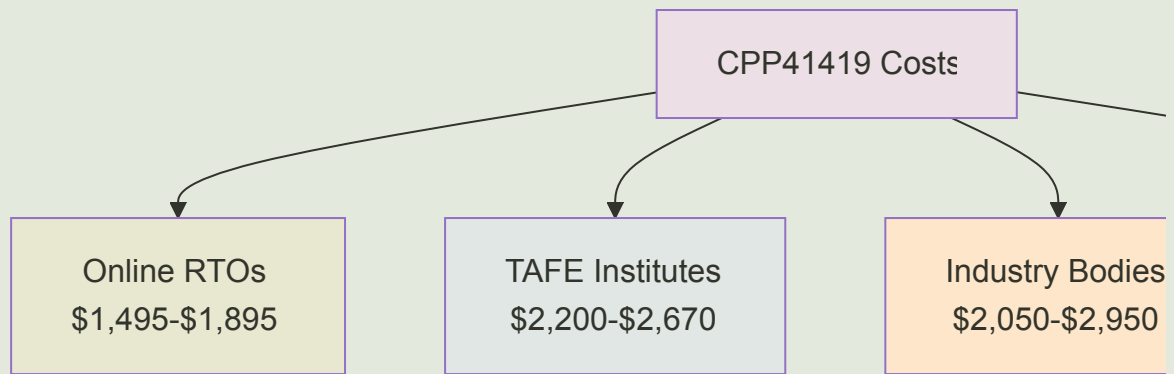 CPP41419 Costs
Online RTOs
$1,495-$1,895
TAFE Institutes
$2,200-$2,670
Industry Bodies
$2,050-$2,950